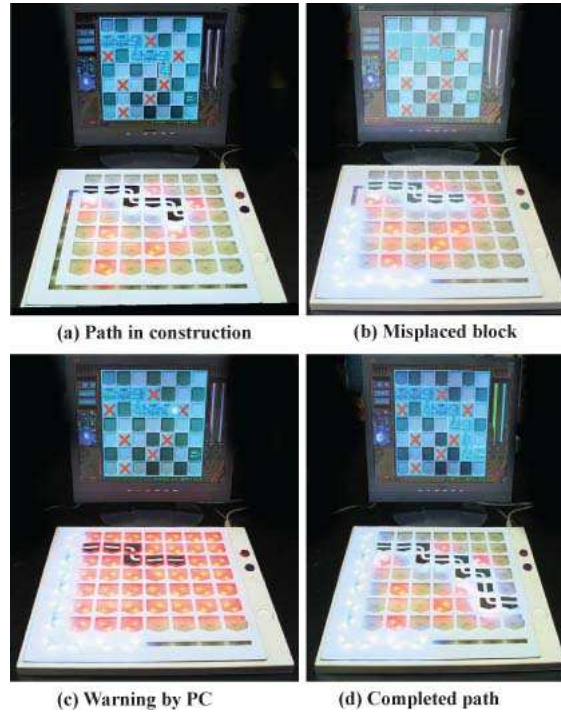 (a) Path in construction
(b) Misplaced block
(c) Warning by PC
(d) Completed path